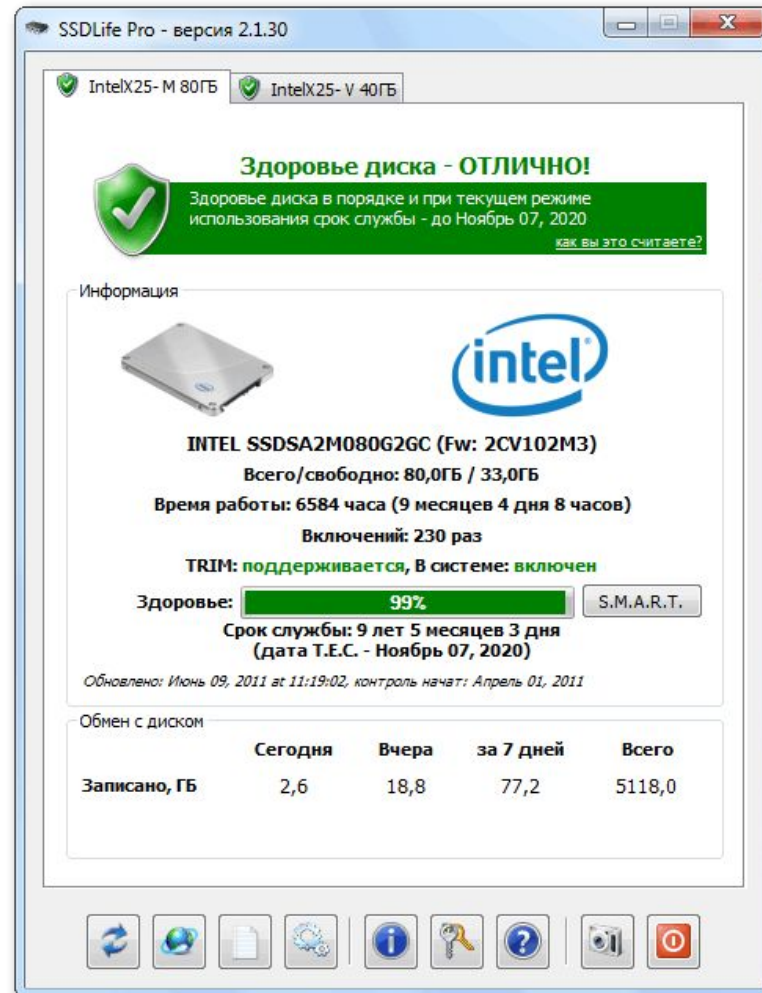 SSDLife Pro - версия 2.1.30
IntelX25- M 80ГБ
IntelX25- V 40ГБ
Здоровье диска - ОТЛИЧНО!
Здоровье диска в порядке и при текущем режиме
использования срок службы - до Ноябрь 07, 2020
как вы это считаете?
Информация
intel
INTEL SSDSA2M080G2GC (Fw: 2CV102M3)
Всего/свободно: 80,0ГБ / 33,0ГБ
Время работы: 6584 часа (9 месяцев 4 дня 8 часов)
Включений: 230 раз
TRIM: поддерживается, В системе: включен
Здоровье: 99% S.M.A.R.T.
Срок службы: 9 лет 5 месяцев 3 дня
(дата T.E.C. - Ноябрь 07, 2020)
Обновлено: Июнь 09, 2011 at 11:19:02, контроль начат: Апрель 01, 2011
Обмен с диском
Сегодня Вчера за 7 дней Всего
Записано, ГБ 2,6 18,8 77,2 5118,0